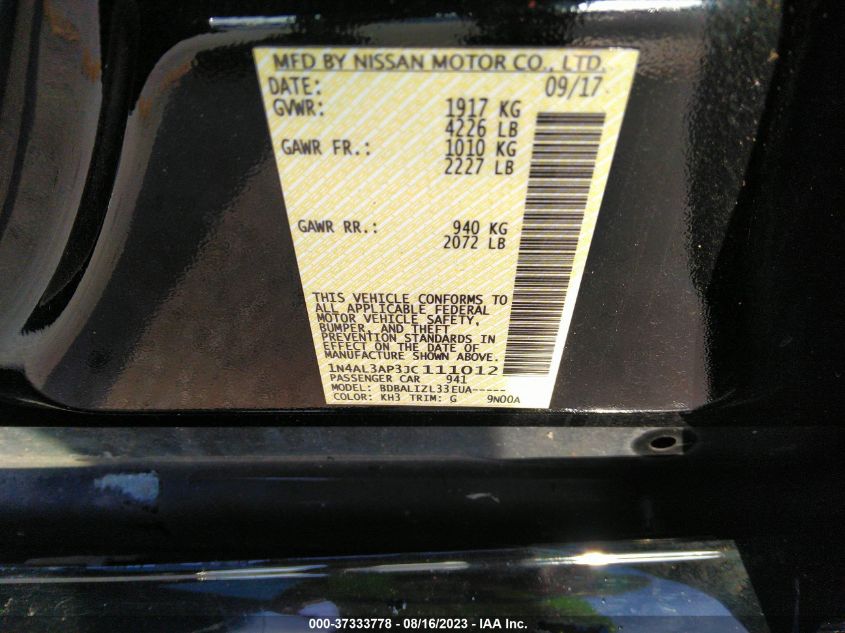 MFD BY NISSAN MOTOR CO., LTD.
DATE: 09/17
GVWR: 1917 KG
4226 LB
GAWR FR.: 1010 KG
2227 LB
GAWR RR.: 940 KG
2072 LB
THIS VEHICLE CONFORMS TO
ALL APPLICABLE FEDERAL
MOTOR VEHICLE SAFETY,
BUMPER, AND THEFT
PREVENTION STANDARDS IN
EFFECT ON THE DATE OF
MANUFACTURE SHOWN ABOVE.
1N4AL3AP3JC111012
PASSENGER CAR 941
MODEL: BDBALIZL33EUA-----
COLOR: KH3 TRIM: G 9N00A
000-37333778 - 08/16/2023 - IAA Inc.